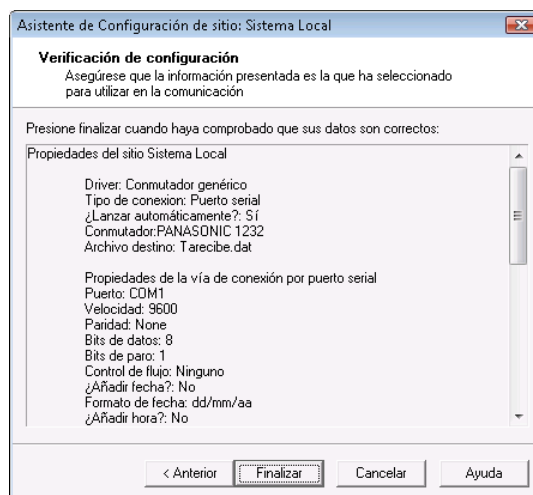 Asistente de Configuración de sitio: Sistema Local
Verificación de configuración
Asegúrese que la información presentada es la que ha seleccionado
para utilizar en la comunicación
Presione finalizar cuando haya comprobado que sus datos son correctos:
Propiedades del sitio Sistema Local
Driver: Conmutador genérico
Tipo de conexion: Puerto serial
¿Lanzar automáticamente?: Sí
Conmutador:PANASONIC 1232
Archivo destino: Tarecibe.dat
Propiedades de la vía de conexión por puerto serial
Puerto: COM1
Velocidad: 9600
Paridad: None
Bits de datos: 8
Bits de paro: 1
Control de flujo: Ninguno
¿Añadir fecha?: No
Formato de fecha: dd/mm/aa
¿Añadir hora?: No
< Anterior Finalizar Cancelar Ayuda